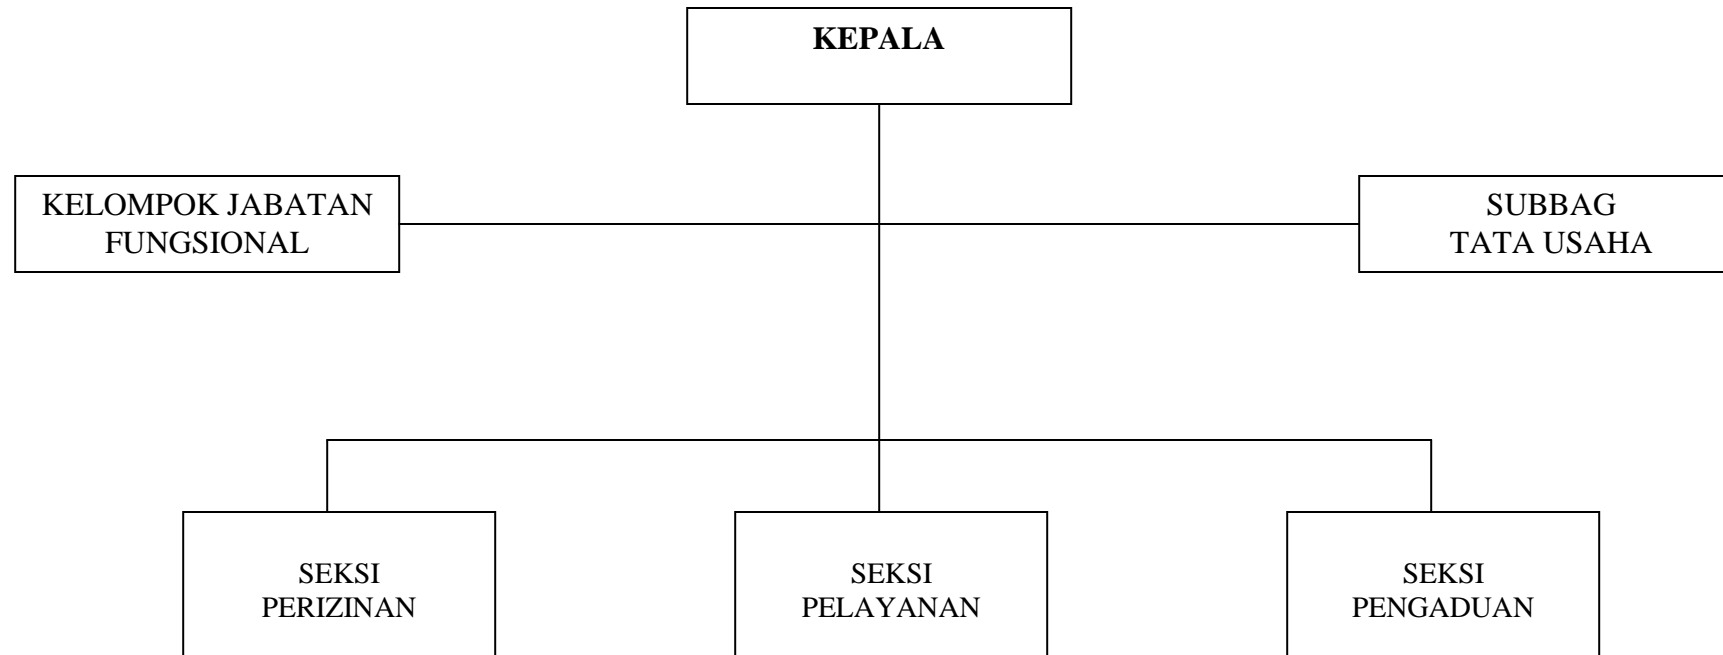 KEPALA
KELOMPOK JABATAN
FUNGSIONAL
SUBBAG
TATA USAHA
SEKSI
PERIZINAN
SEKSI
PELAYANAN
SEKSI
PENGADUAN